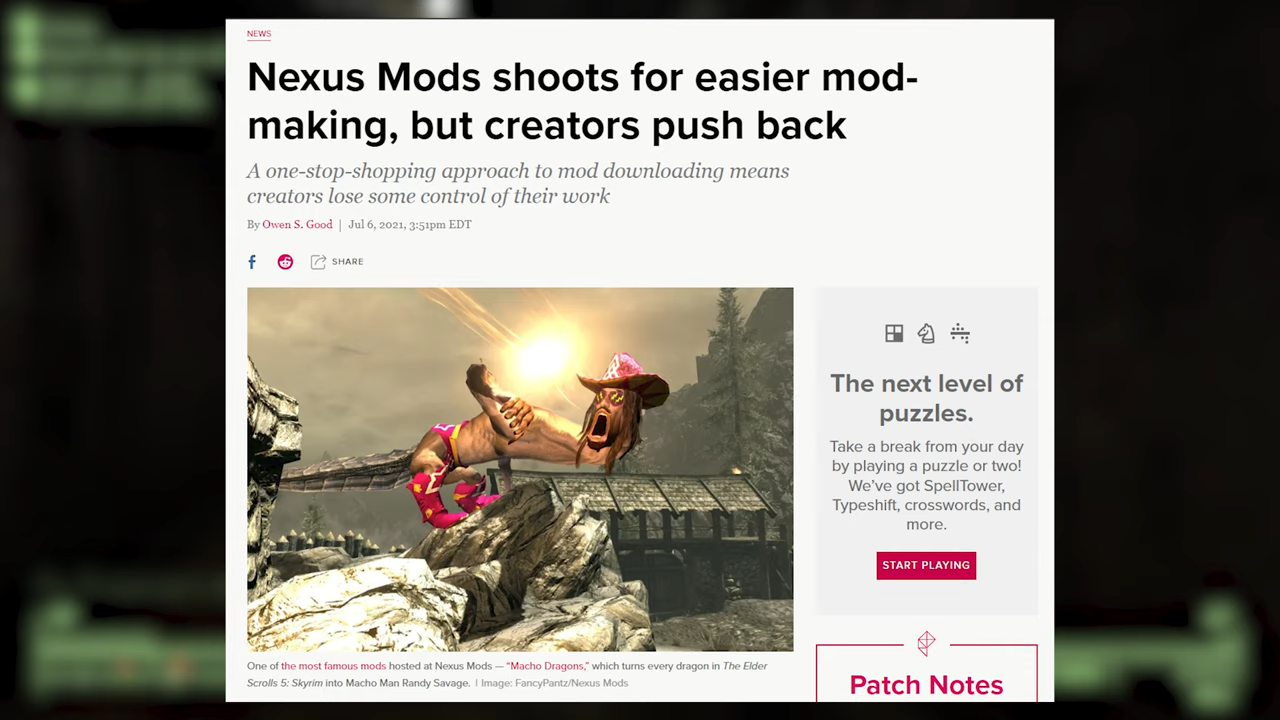 NEWS
Nexus Mods shoots for easier mod-
making, but creators push back
A one-stop-shopping approach to mod downloading means
creators lose some control of their work
By Owen S. Good | Jul 6, 2021, 3:51pm EDT
SHARE
One of the most famous mods hosted at Nexus Mods — “Macho Dragons,” which turns every dragon in The Elder
Scrolls 5: Skyrim into Macho Man Randy Savage. | Image: FancyPantz/Nexus Mods
The next level of
puzzles.
Take a break from your day
by playing a puzzle or two!
We’ve got SpellTower,
Typeshift, crosswords, and
more.
START PLAYING
Patch Notes